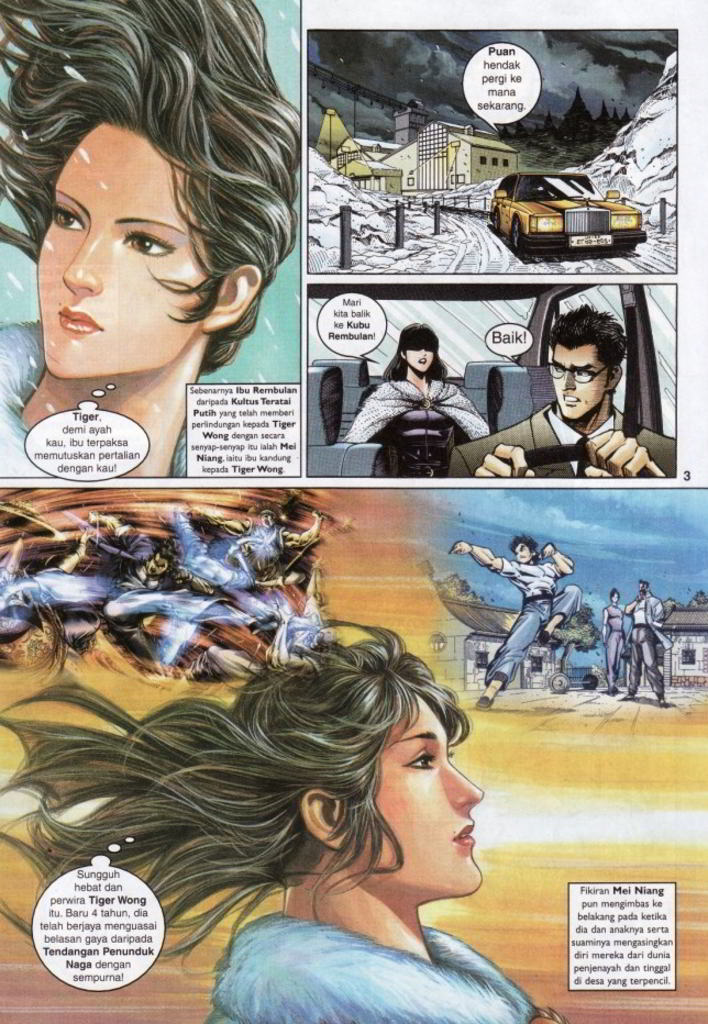 Tiger,
demi ayah
kau, ibu terpaksa
memutuskan pertalian
dengan kau!
Sebenarnya Ibu Rembulan
daripada Kultus Teratai
Putih yang telah memberi
perlindungan kepada Tiger
Wong dengan secara
senyap-senyap itu ialah Mei
Niang, iaitu ibu kandung
kepada Tiger Wong.
Puan
hendak
pergi ke
mana
sekarang.
Mari
kita balik
ke Kubu
Rembulan!
Baik!
3
Sungguh
hebat dan
perwira Tiger Wong
itu. Baru 4 tahun, dia
telah berjaya menguasai
belasan gaya daripada
Tendangan Penunduk
Naga dengan
sempurna!
Fikiran Mei Niang
pun mengimbas ke
belakang pada ketika
dia dan anaknya serta
suaminya mengasingkan
diri mereka dari dunia
penjenayah dan tinggal
di desa yang terpencil.